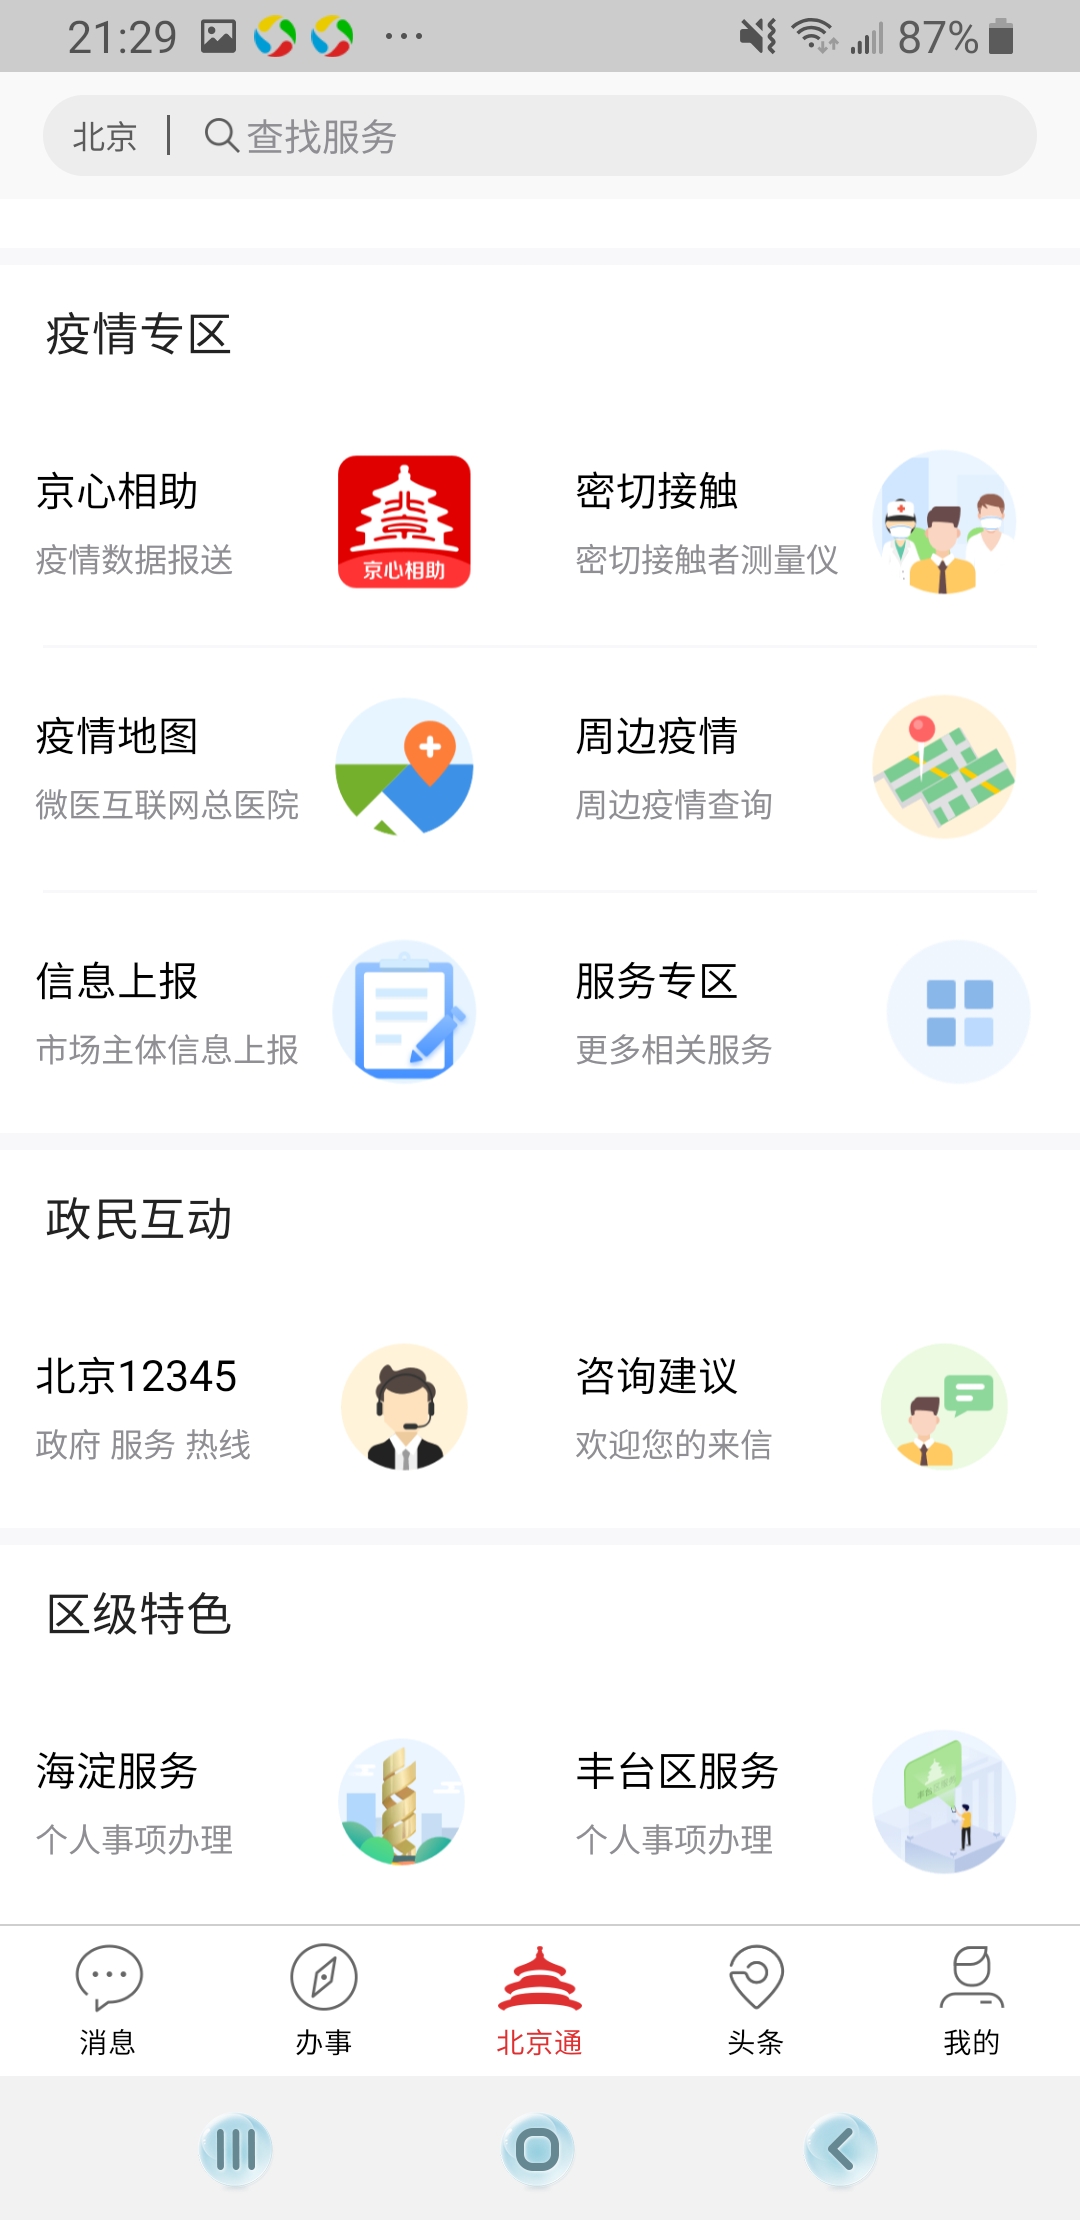 21:29
87%
北京
查找服务
疫情专区
京心相助
疫情数据报送
京心相助
密切接触
密切接触者测量仪
疫情地图
微医互联网总医院
周边疫情
周边疫情查询
信息上报
市场主体信息上报
服务专区
更多相关服务
政民互动
北京12345
政府 服务 热线
咨询建议
欢迎您的来信
区级特色
海淀服务
个人事项办理
丰台区服务
个人事项办理
消息
办事
北京通
头条
我的